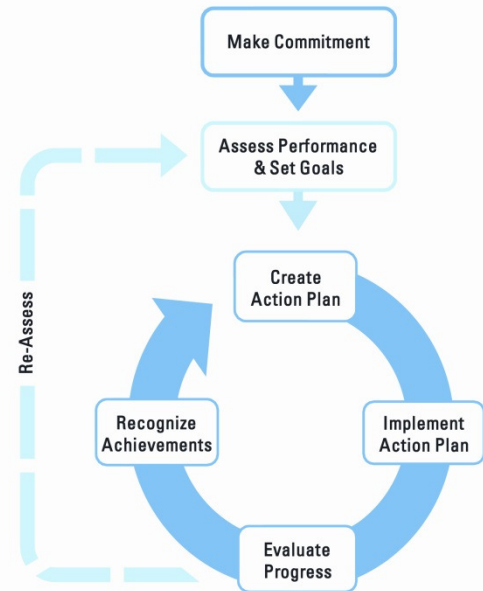 Make Commitment
Assess Performance
& Set Goals
Create
Action Plan
Re-Assess
Recognize
Achievements
Implement
Action Plan
Evaluate
Progress